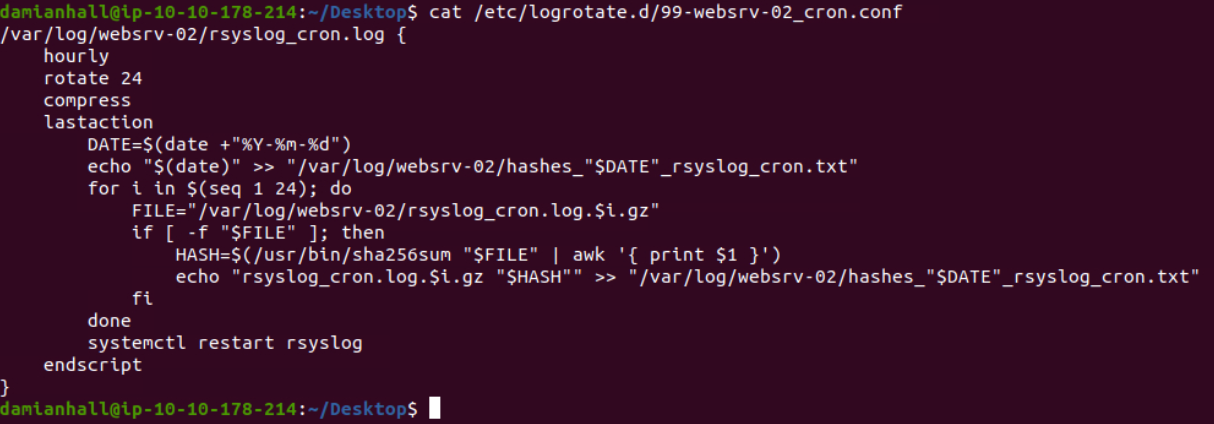 damianhall@ip-10-10-178-214:~/Desktop$ cat /etc/logrotate.d/99-websrv-02_cron.conf
/var/log/websrv-02/rsyslog_cron.log {
    hourly
    rotate 24
    compress
    lastaction
        DATE=$(date +"%Y-%m-%d")
        echo "$(date)" >> "/var/log/websrv-02/hashes_"$DATE"_rsyslog_cron.txt"
        for i in $(seq 1 24); do
            FILE="/var/log/websrv-02/rsyslog_cron.log.$i.gz"
            if [ -f "$FILE" ]; then
                HASH=$(/usr/bin/sha256sum "$FILE" | awk '{ print $1 }')
                echo "rsyslog_cron.log.$i.gz "$HASH"" >> "/var/log/websrv-02/hashes_"$DATE"_rsyslog_cron.txt"
            fi
        done
        systemctl restart rsyslog
    endscript
}
damianhall@ip-10-10-178-214:~/Desktop$